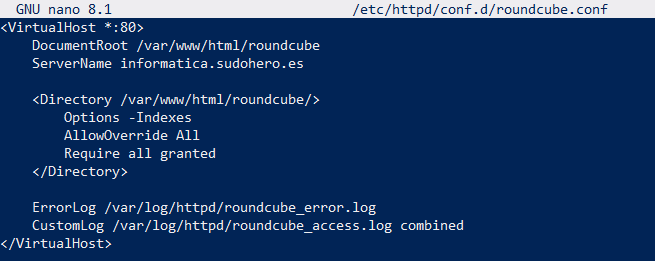 GNU nano 8.1 /etc/httpd/conf.d/roundcube.conf
<VirtualHost *:80>
    DocumentRoot /var/www/html/roundcube
    ServerName informatica.sudohero.es

    <Directory /var/www/html/roundcube/>
        Options -Indexes
        AllowOverride All
        Require all granted
    </Directory>

    ErrorLog /var/log/httpd/roundcube_error.log
    CustomLog /var/log/httpd/roundcube_access.log combined
</VirtualHost>